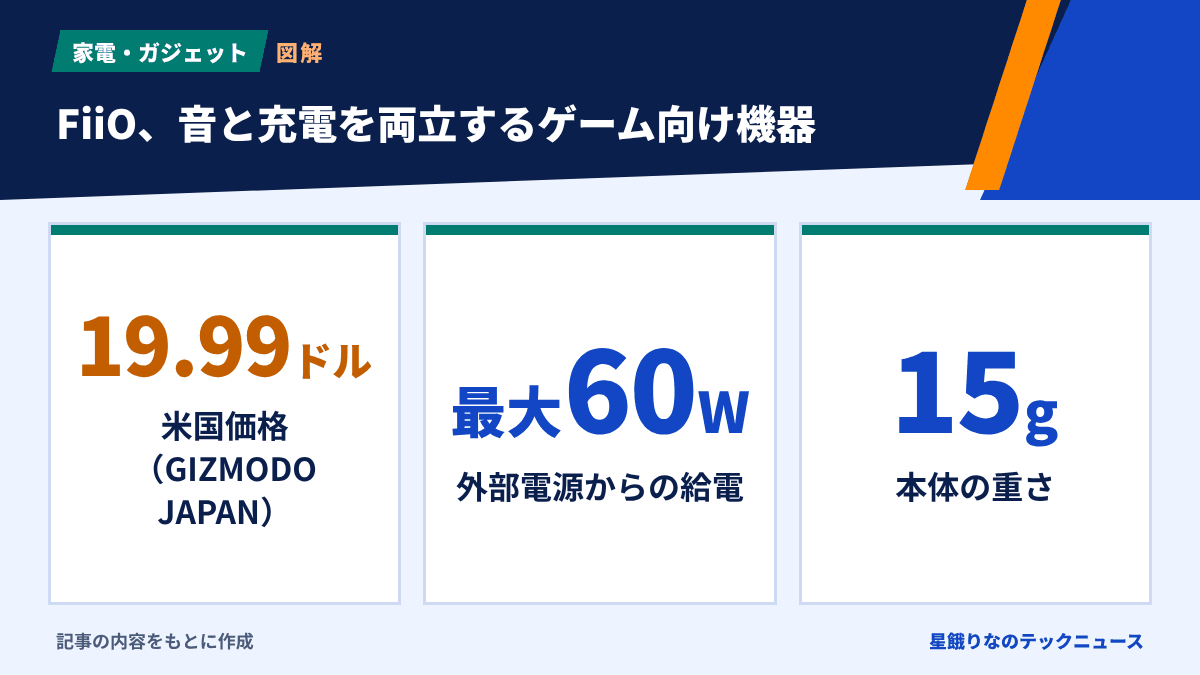 家電・ガジェット 図解
FiiO、音と充電を両立するゲーム向け機器
19.99ドル
米国価格
（GIZMODO
JAPAN）
最大60W
外部電源からの給電
15g
本体の重さ
記事の内容をもとに作成
星餓りなのテックニュース